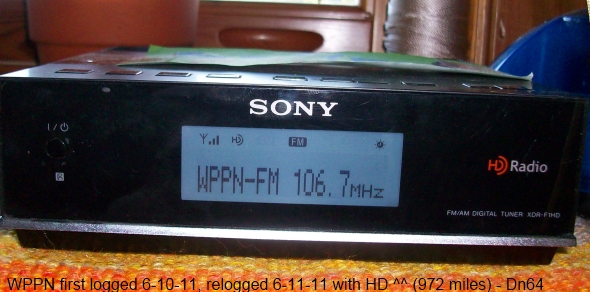 SONY
HD FM
WPPN-FM 106.7MHz
HD Radio
FM/AM DIGITAL TUNER XDR-F1HD
WPPN first logged 6-10-11, relogged 6-11-11 with HD ^^ (972 miles) - Dn64